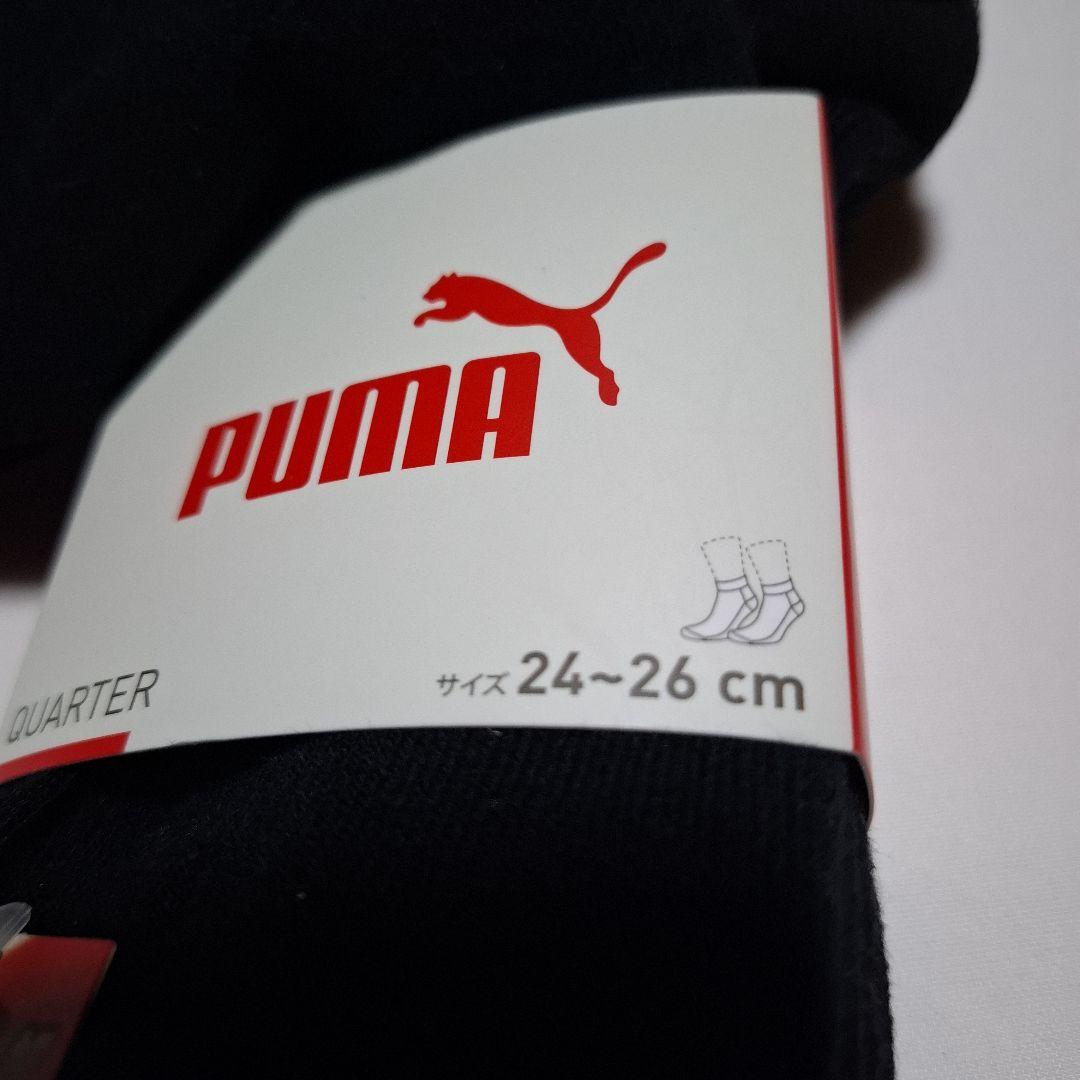 PUMA
サイズ 24~26 cm
QUARTER